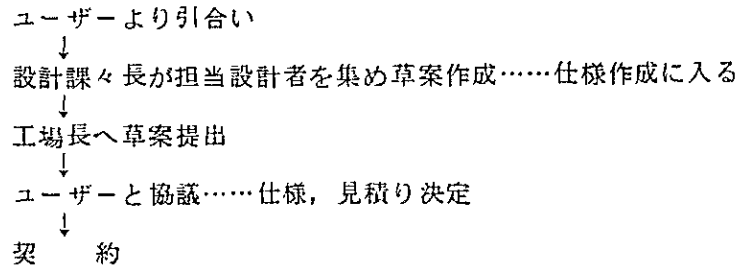 ユーザーより引合い
↓
設計課々長が担当設計者を集め草案作成……仕様作成に入る
↓
工場長へ草案提出
↓
ユーザーと協議……仕様,見積り決定
↓
契　　約